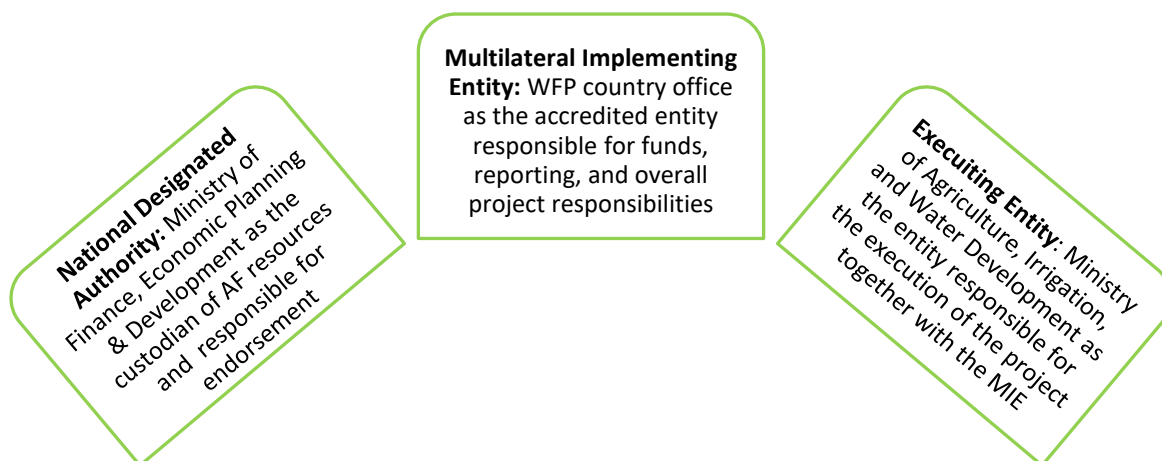 National Designated
Authority: Ministry of
Finance, Economic Planning
& Development as the
custodian of AF resources
and responsible for
endorsement
Multilateral Implementing
Entity: WFP country office
as the accredited entity
responsible for funds,
reporting, and overall
project responsibilities
Execuiting Entity: Ministry
of Agriculture, Irrigation,
and Water Development as
the entity responsible for
the execution of the project
together with the MIE